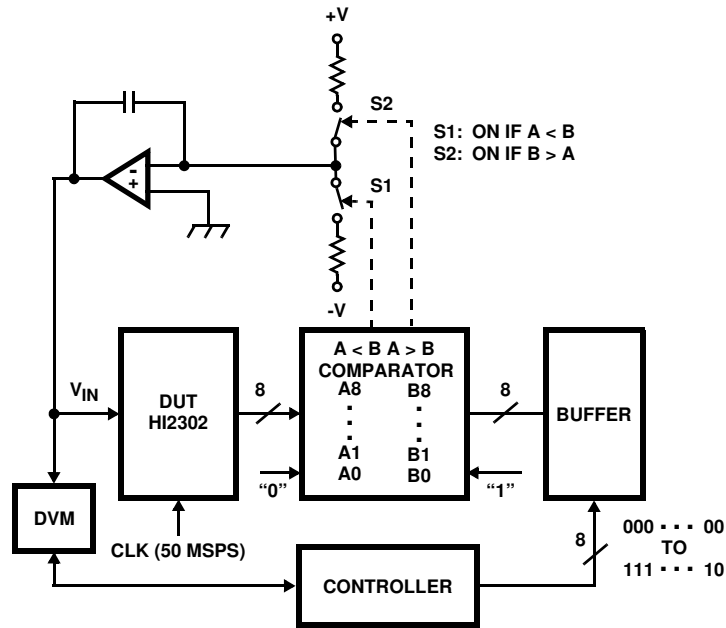 +V
S2
S1: ON IF A < B
S2: ON IF B > A
-
+
S1
-V
A < B A > B
COMPARATOR
A8 B8
A1 B1
A0 B0
DUT
HI2302
VIN
8
8
BUFFER
"0"
"1"
DVM
CLK (50 MSPS)
CONTROLLER
8
000 ··· 00
TO
111 ··· 10